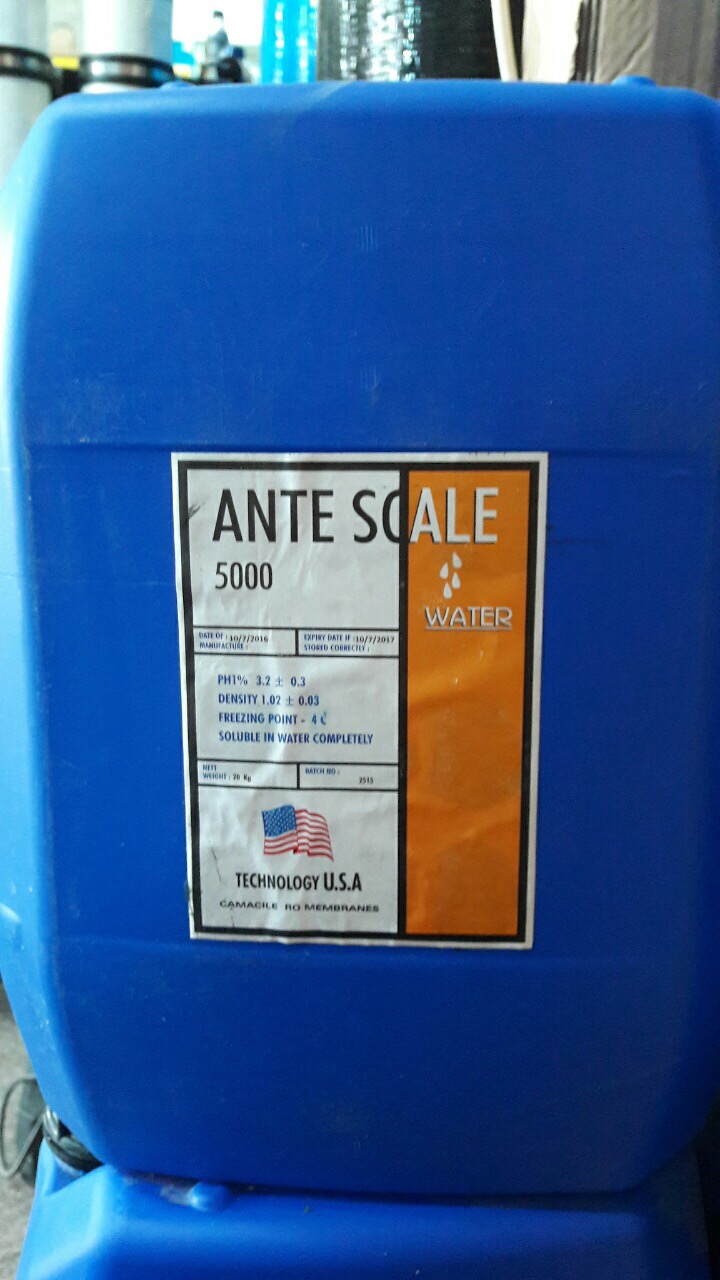 ANTE SCALE
5000
WATER
DATE OF : 10/7/2016
MANUFACTURE :
EXPIRY DATE IF : 10/7/2017
STORED CORRECTLY :
PH1% 3.2 ± 0.3
DENSITY 1.02 ± 0.03
FREEZING POINT - 4 C̊
SOLUBLE IN WATER COMPLETELY
NETT
WEIGHT : 20 Kg
BATCH NO :
2515
TECHNOLOGY U.S.A
CAMACILE RO MEMBRANES